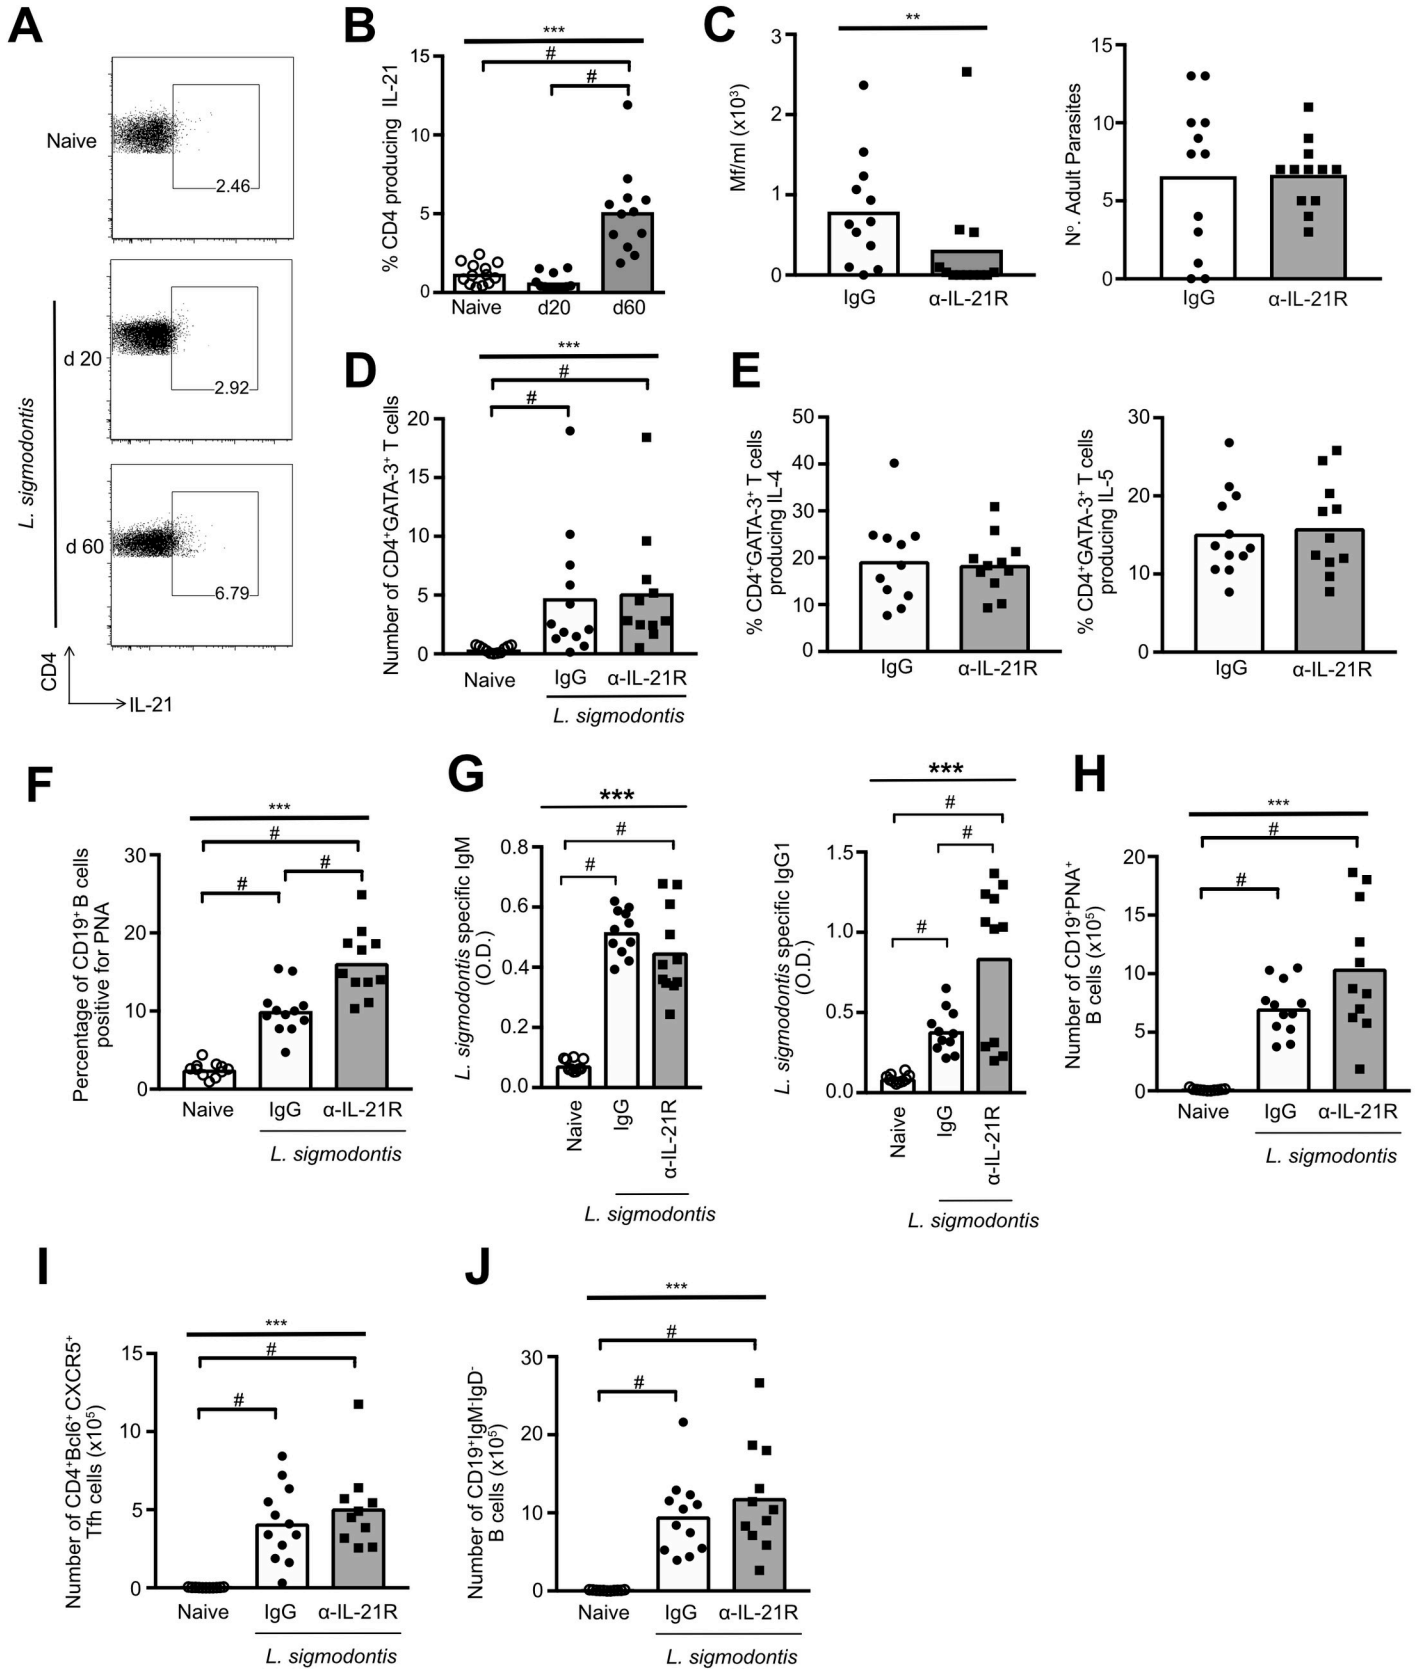 A
Naive
2.46
d 20
2.92
L. sigmodontis
d 60
6.79
CD4
IL-21
B
***
#
#
% CD4 producing IL-21
15
10
5
0
Naive d20 d60
C
**
Mf/ml (x10³)
3
2
1
0
IgG α-IL-21R
Nº. Adult Parasites
15
10
5
0
IgG α-IL-21R
D
***
#
#
Number of CD4⁺GATA-3⁺ T cells
20
15
10
5
0
Naive IgG α-IL-21R
L. sigmodontis
E
% CD4⁺GATA-3⁺ T cells
producing IL-4
50
40
30
20
10
0
IgG α-IL-21R
% CD4⁺GATA-3⁺ T cells
producing IL-5
30
20
10
0
IgG α-IL-21R
F
***
#
#
#
Percentage of CD19⁺ B cells
positive for PNA
30
20
10
0
Naive IgG α-IL-21R
L. sigmodontis
G
***
#
#
L. sigmodontis specific IgM
(O.D.)
0.8
0.6
0.4
0.2
0.0
Naive
IgG
α-IL-21R
L. sigmodontis
***
#
#
#
L. sigmodontis specific IgG1
(O.D.)
1.5
1.0
0.5
0.0
Naive
IgG
α-IL-21R
L. sigmodontis
H
***
#
#
Number of CD19⁺PNA⁺
B cells (x10⁵)
20
15
10
5
0
Naive IgG α-IL-21R
L. sigmodontis
I
***
#
#
Number of CD4⁺Bcl6⁺ CXCR5⁺
Tfh cells (x10⁵)
15
10
5
0
Naive IgG α-IL-21R
L. sigmodontis
J
***
#
#
Number of CD19⁺IgM⁻IgD⁻
B cells (x10⁵)
30
20
10
0
Naive IgG α-IL-21R
L. sigmodontis